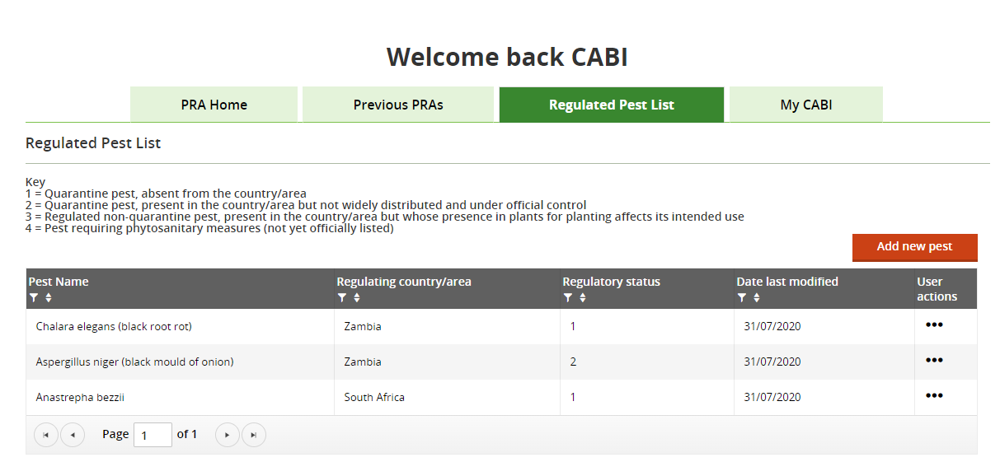 Welcome back CABI
PRA Home Previous PRAs Regulated Pest List My CABI
Regulated Pest List
Key
1 = Quarantine pest, absent from the country/area
2 = Quarantine pest, present in the country/area but not widely distributed and under official control
3 = Regulated non-quarantine pest, present in the country/area but whose presence in plants for planting affects its intended use
4 = Pest requiring phytosanitary measures (not yet officially listed)
Add new pest
Pest Name Regulating country/area Regulatory status Date last modified User actions
Chalara elegans (black root rot) Zambia 1 31/07/2020 •••
Aspergillus niger (black mould of onion) Zambia 2 31/07/2020 •••
Anastrepha bezzii South Africa 1 31/07/2020 •••
Page 1 of 1